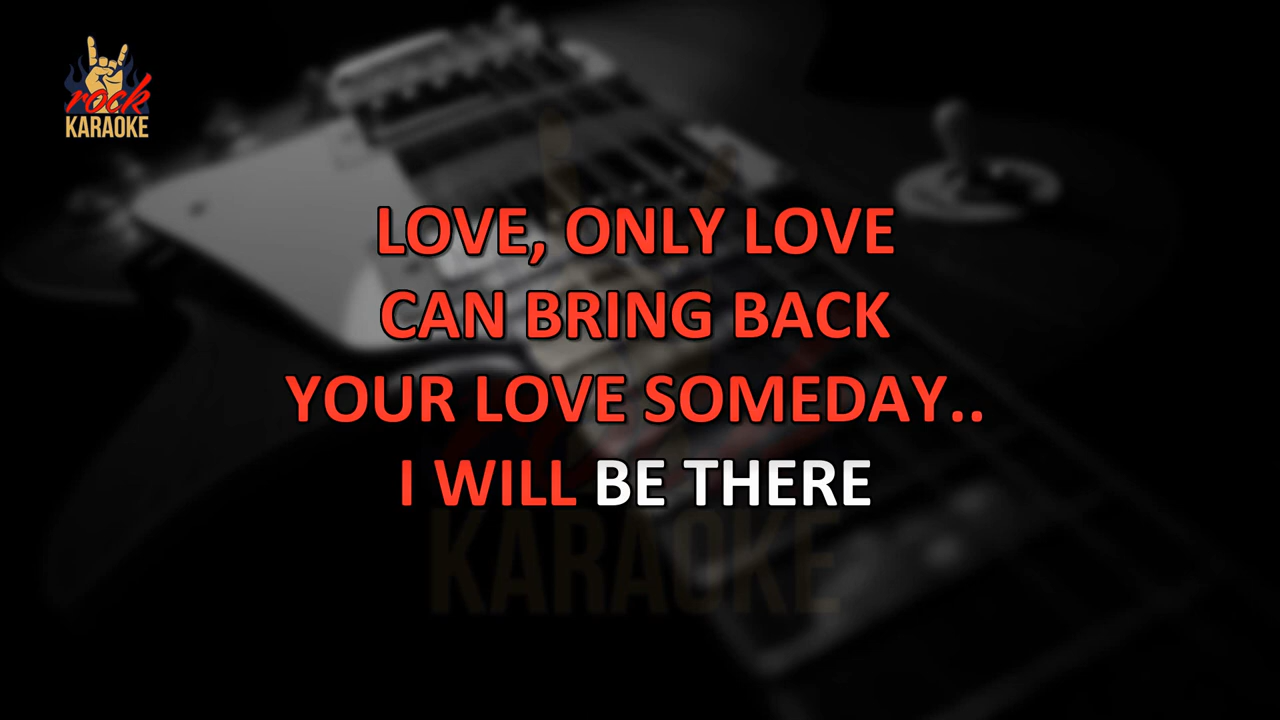 rock
KARAOKE
LOVE, ONLY LOVE
CAN BRING BACK
YOUR LOVE SOMEDAY..
I WILL BE THERE
KARAOKE